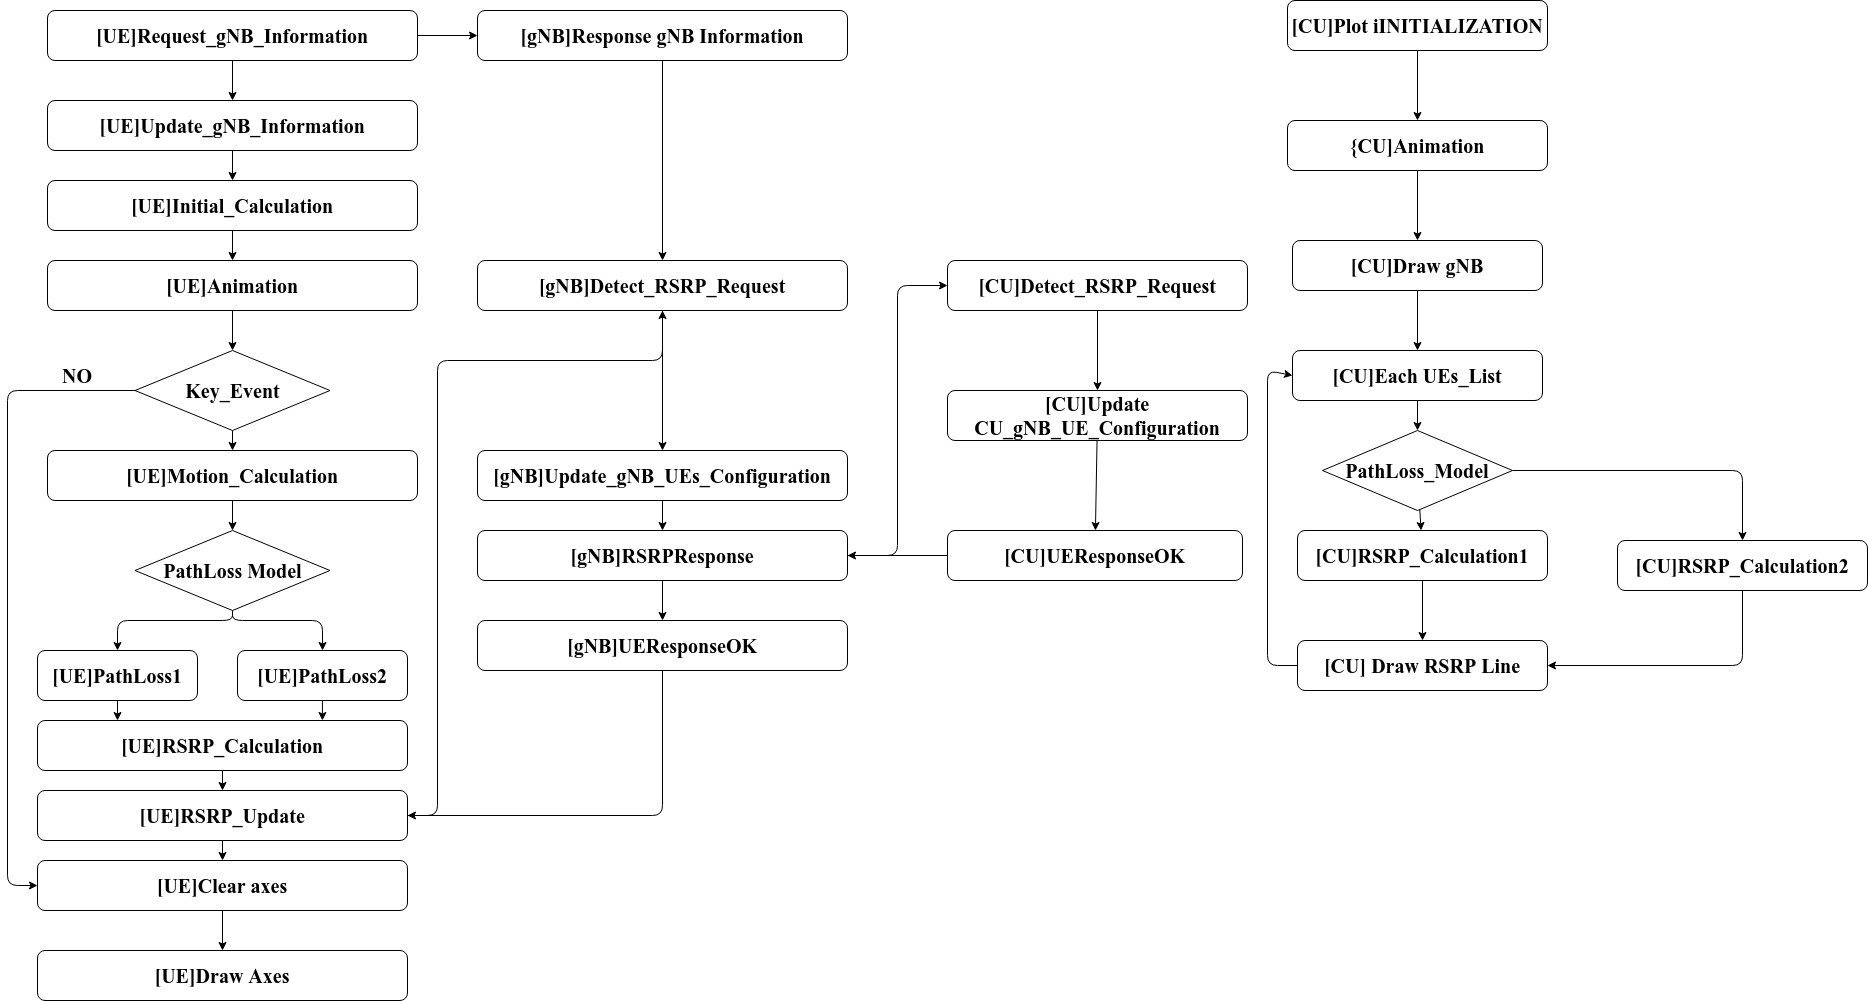 [UE]Request_gNB_Information
[UE]Update_gNB_Information
[UE]Initial_Calculation
[UE]Animation
NO
Key_Event
[UE]Motion_Calculation
PathLoss Model
[UE]PathLoss1
[UE]PathLoss2
[UE]RSRP_Calculation
[UE]RSRP_Update
[UE]Clear axes
[UE]Draw Axes
[gNB]Response gNB Information
[gNB]Detect_RSRP_Request
[gNB]Update_gNB_UEs_Configuration
[gNB]RSRPResponse
[gNB]UEResponseOK
[CU]Detect_RSRP_Request
[CU]Update
CU_gNB_UE_Configuration
[CU]UEResponseOK
[CU]Plot iINITIALIZATION
{CU]Animation
[CU]Draw gNB
[CU]Each UEs_List
PathLoss_Model
[CU]RSRP_Calculation1
[CU]RSRP_Calculation2
[CU] Draw RSRP Line